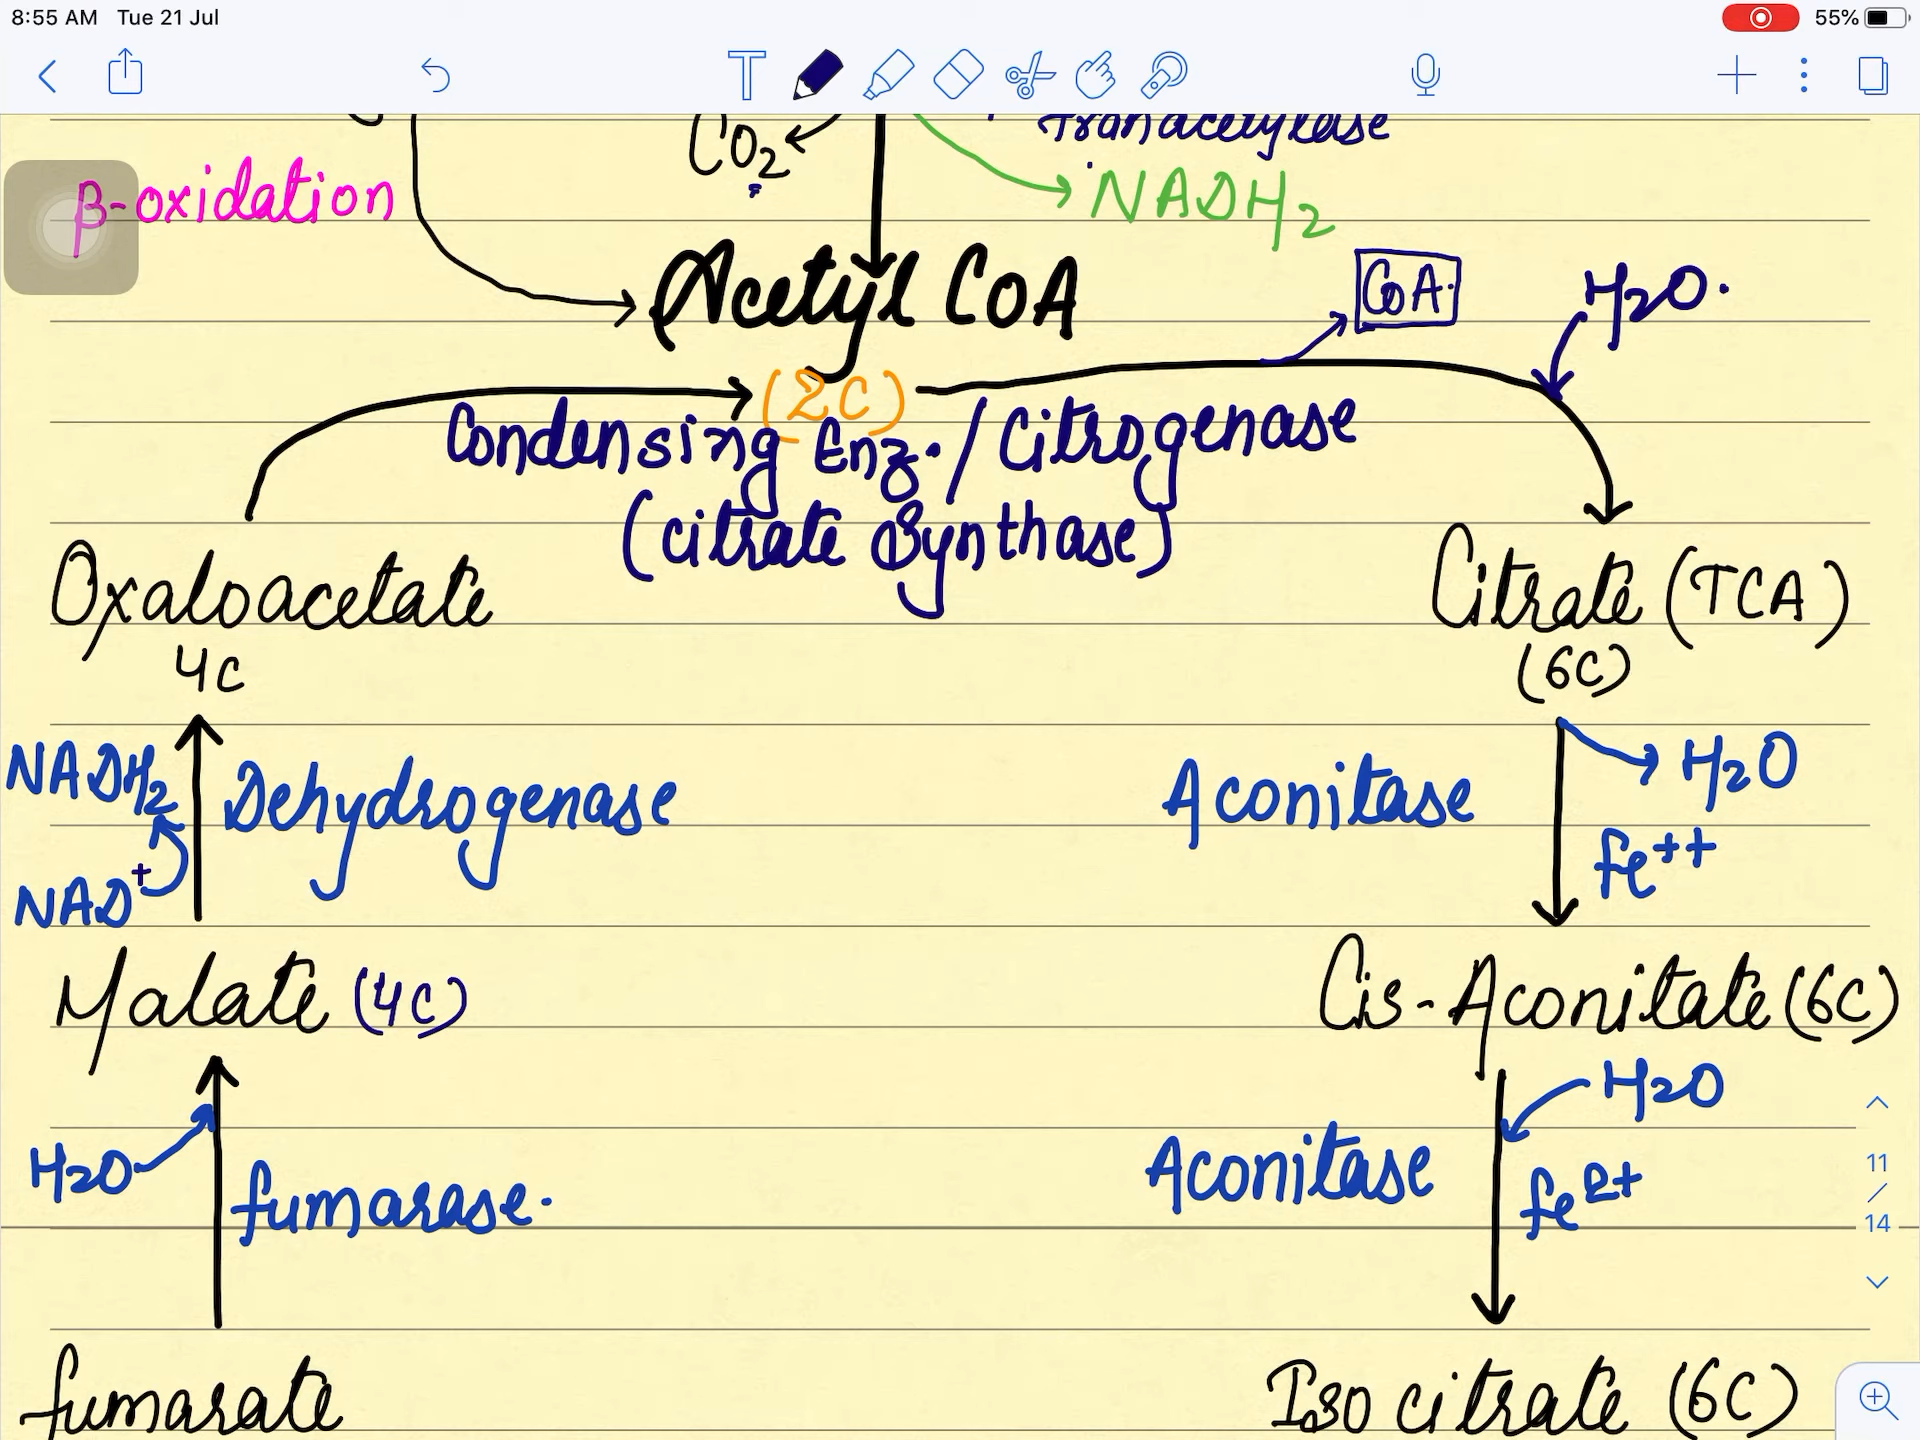 8:55 AM Tue 21 Jul
55%
T
Tranacetylase
CO2
NADH2
β-oxidation
Acetyl CoA
CoA.
H2O.
(2C)
Condensing Enz. / Citrogenase
(citrate Synthase)
Oxaloacetate
4C
Citrate (TCA)
(6C)
NADH2
Dehydrogenase
NAD+
Aconitase
H2O
Fe++
Malate (4C)
Cis-Aconitate (6C)
H2O
fumarase.
H2O
Aconitase
Fe2+
11
/
14
fumarate
Iso citrate (6C)